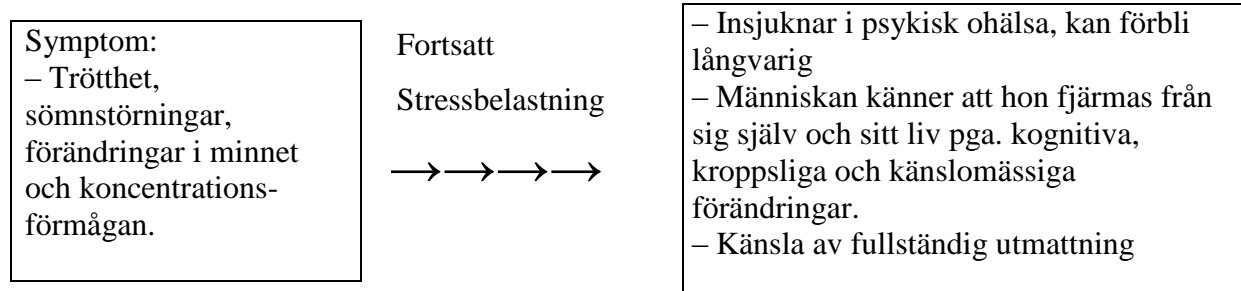 Symptom:
– Trötthet,
sömnstörningar,
förändringar i minnet
och koncentrations-
förmågan.
Fortsatt
Stressbelastning
→→→→
– Insjuknar i psykisk ohälsa, kan förbli
långvarig
– Människan känner att hon fjärmas från
sig själv och sitt liv pga. kognitiva,
kroppsliga och känslomässiga
förändringar.
– Känsla av fullständig utmattning